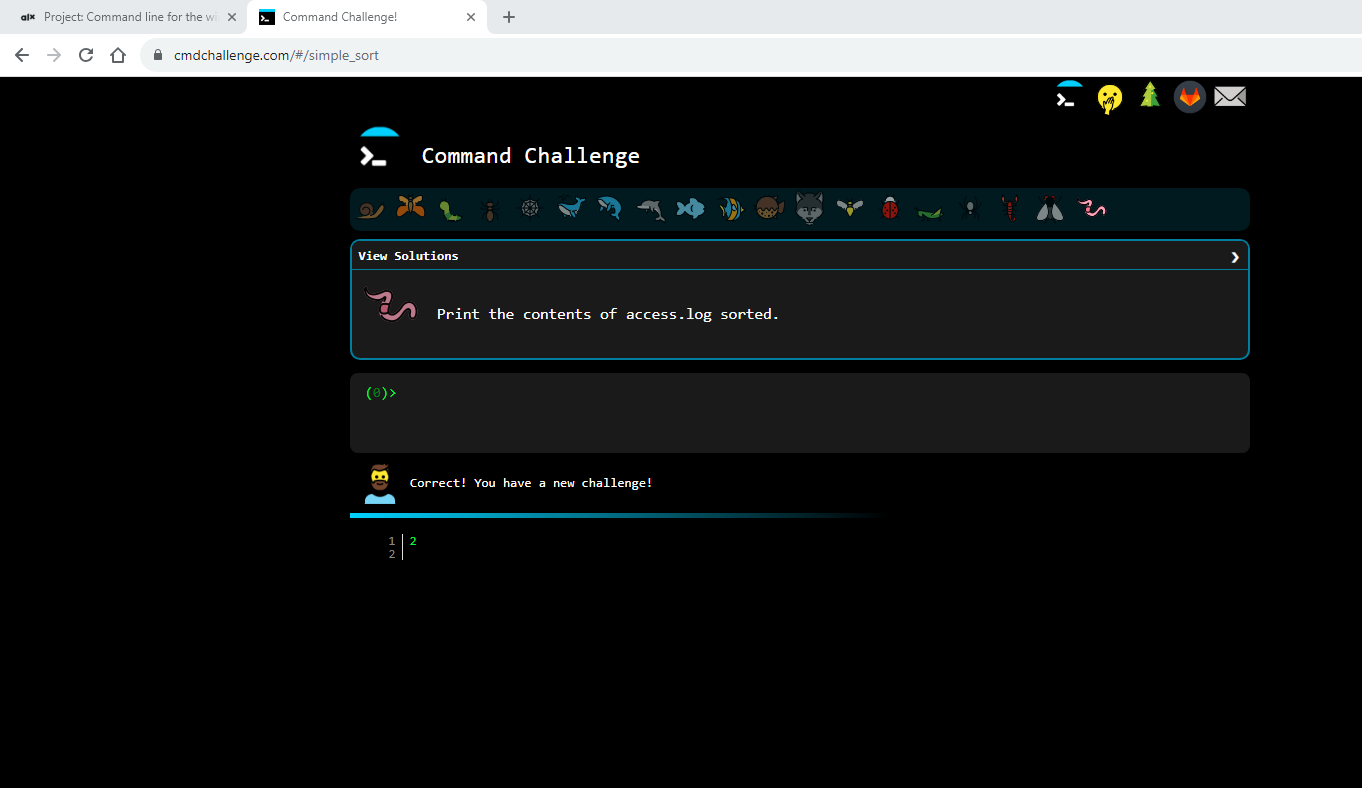 alx Project: Command line for the wi
Command Challenge!
cmdchallenge.com/#/simple_sort
Command Challenge
View Solutions
Print the contents of access.log sorted.
(0)>
Correct! You have a new challenge!
1 2
2